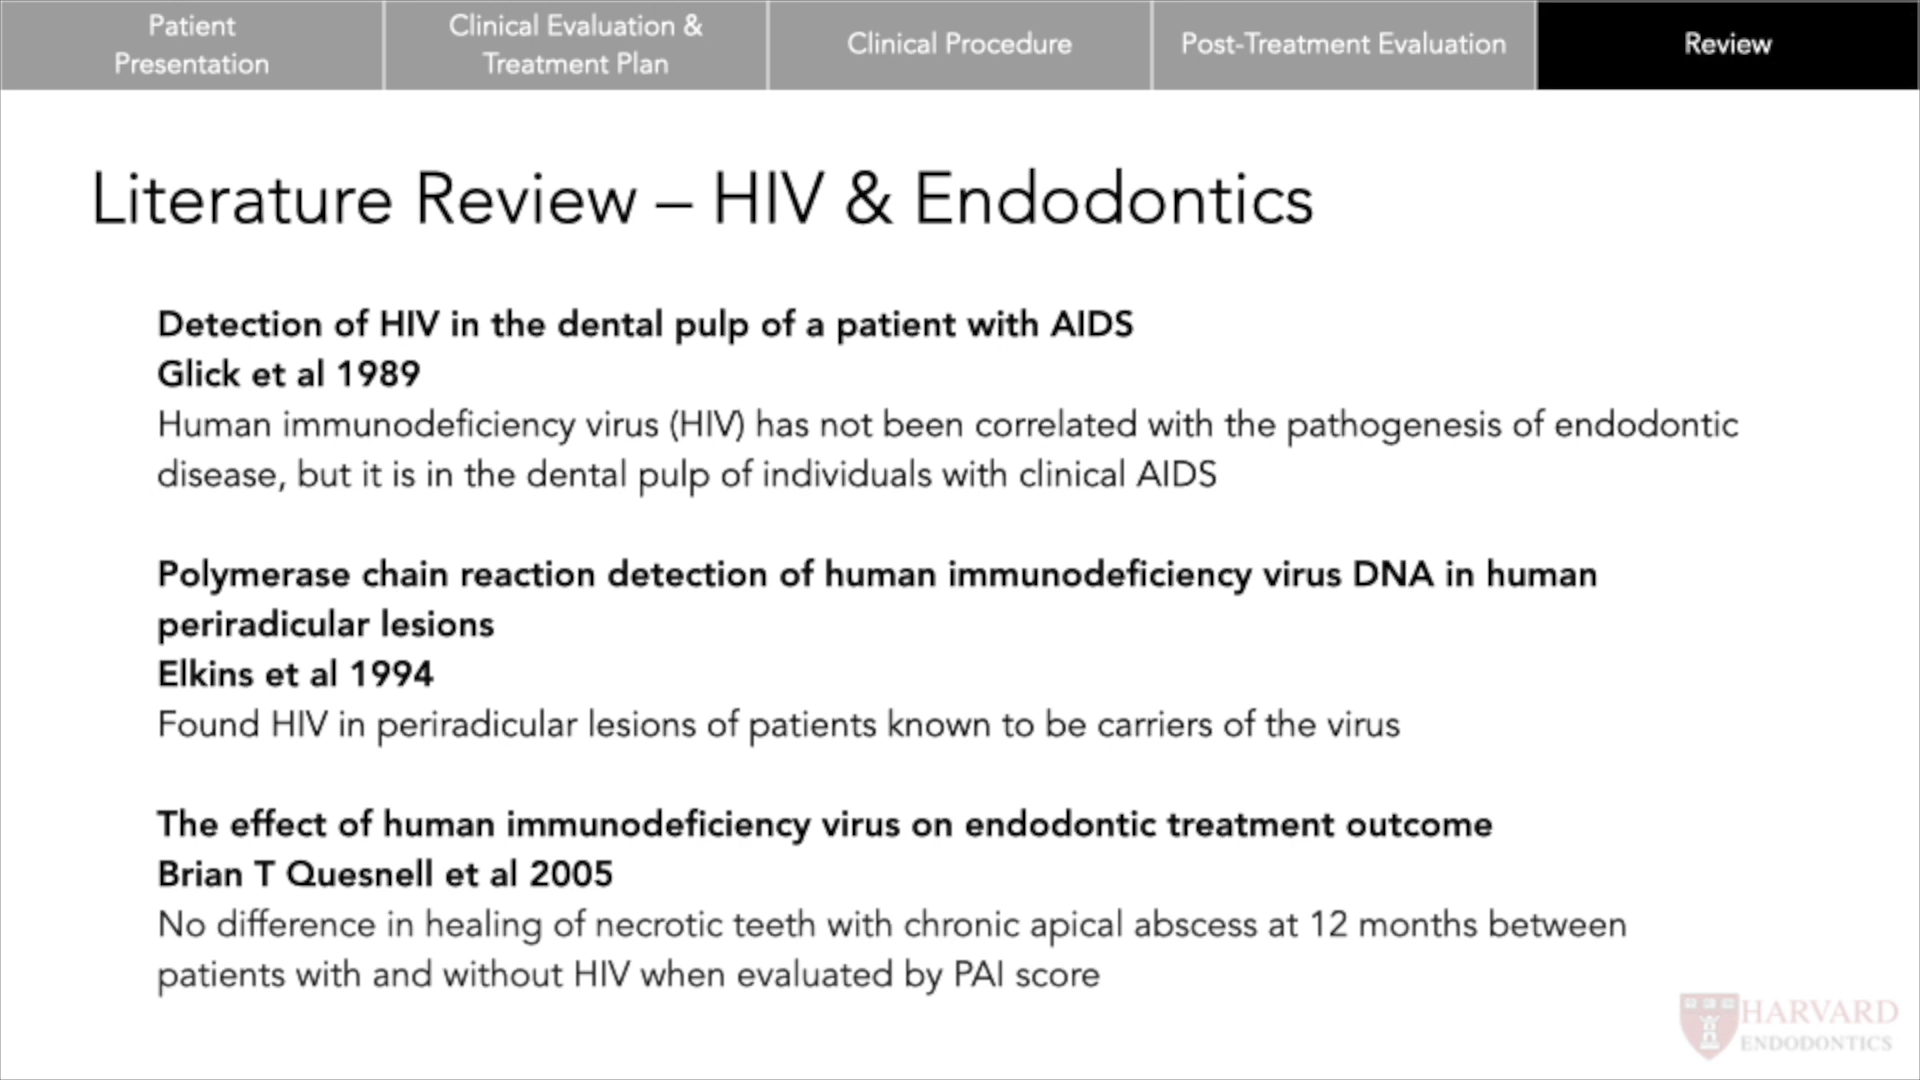 Patient
Presentation
Clinical Evaluation &
Treatment Plan
Clinical Procedure
Post-Treatment Evaluation
Review
Literature Review – HIV & Endodontics
Detection of HIV in the dental pulp of a patient with AIDS
Glick et al 1989
Human immunodeficiency virus (HIV) has not been correlated with the pathogenesis of endodontic
disease, but it is in the dental pulp of individuals with clinical AIDS
Polymerase chain reaction detection of human immunodeficiency virus DNA in human
periradicular lesions
Elkins et al 1994
Found HIV in periradicular lesions of patients known to be carriers of the virus
The effect of human immunodeficiency virus on endodontic treatment outcome
Brian T Quesnell et al 2005
No difference in healing of necrotic teeth with chronic apical abscess at 12 months between
patients with and without HIV when evaluated by PAI score
HARVARD
ENDODONTICS